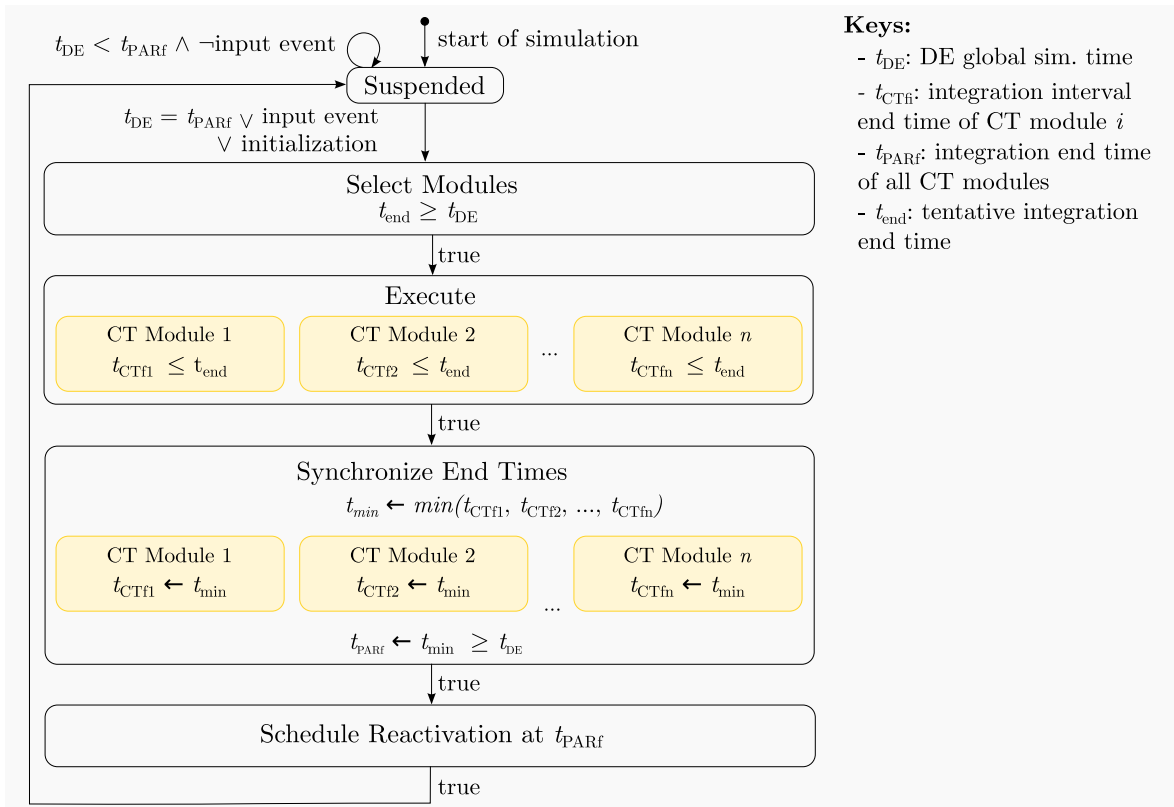 start of simulation
t_DE < t_PARf ∧ ¬input event
Suspended
t_DE = t_PARf ∨ input event
∨ initialization
Select Modules
t_end ≥ t_DE
true
Execute
CT Module 1
t_CTf1 ≤ t_end
CT Module 2
t_CTf2 ≤ t_end
...
CT Module n
t_CTfn ≤ t_end
true
Synchronize End Times
t_min ← min(t_CTf1, t_CTf2, ..., t_CTfn)
CT Module 1
t_CTf1 ← t_min
CT Module 2
t_CTf2 ← t_min
...
CT Module n
t_CTfn ← t_min
t_PARf ← t_min ≥ t_DE
true
Schedule Reactivation at t_PARf
true
Keys:
- t_DE: DE global sim. time
- t_CTfi: integration interval
end time of CT module i
- t_PARf: integration end time
of all CT modules
- t_end: tentative integration
end time